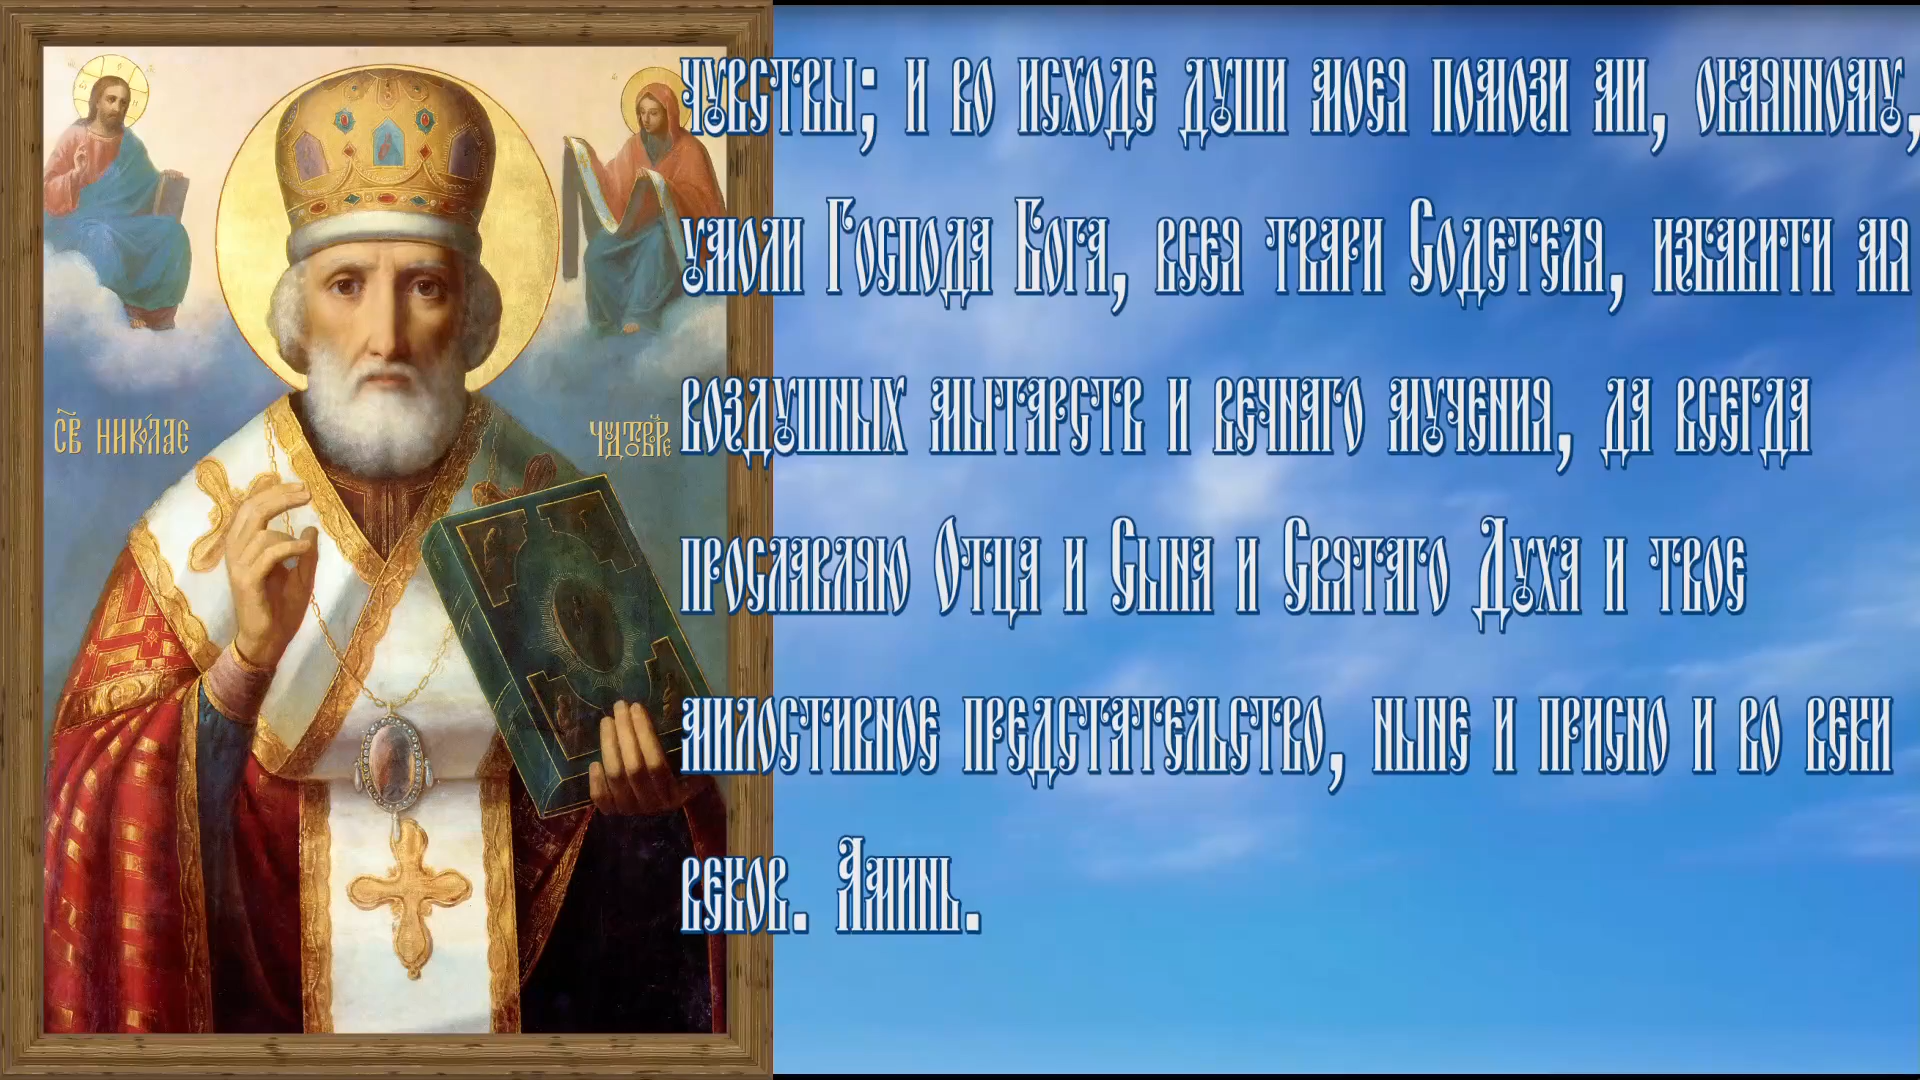 СВ НИКОЛАЕ
чувствы; и во исходе души моея помози ми, окаянному,
умоли Господа Бога, всея твари Содетеля, избавити мя
воздушных мытарств и вечнаго мучения, да всегда
прославляю Отца и Сына и Святаго Духа и твое
милостивное предстательство, ныне и присно и во веки
веков. Аминь.